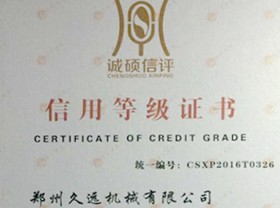 诚硕信评
CHENGSHUO XINPING
信用等级证书
CERTIFICATE OF CREDIT GRADE
统一编号：CSXP2016T0326
郑州久远机械有限公司